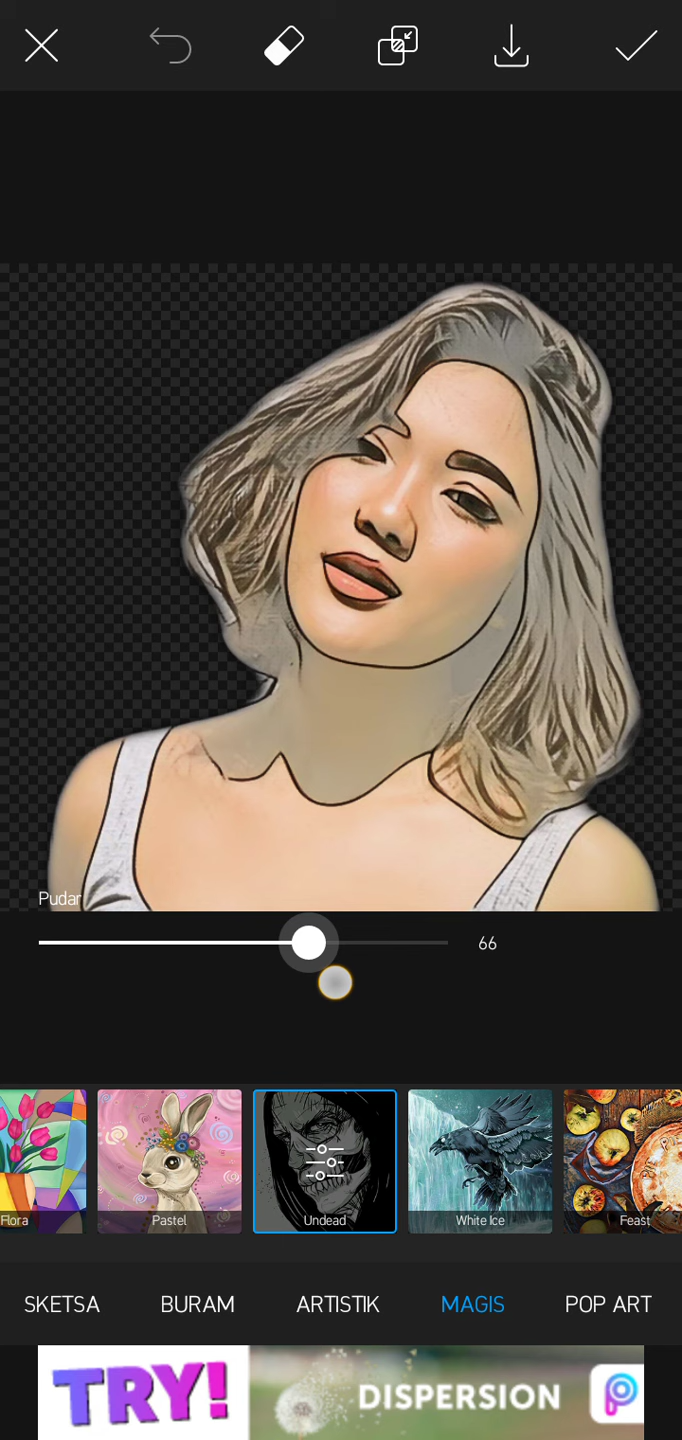 Pudar
66
Flora
Pastel
Undead
White Ice
Feast
SKETSA
BURAM
ARTISTIK
MAGIS
POP ART
TRY!
DISPERSION